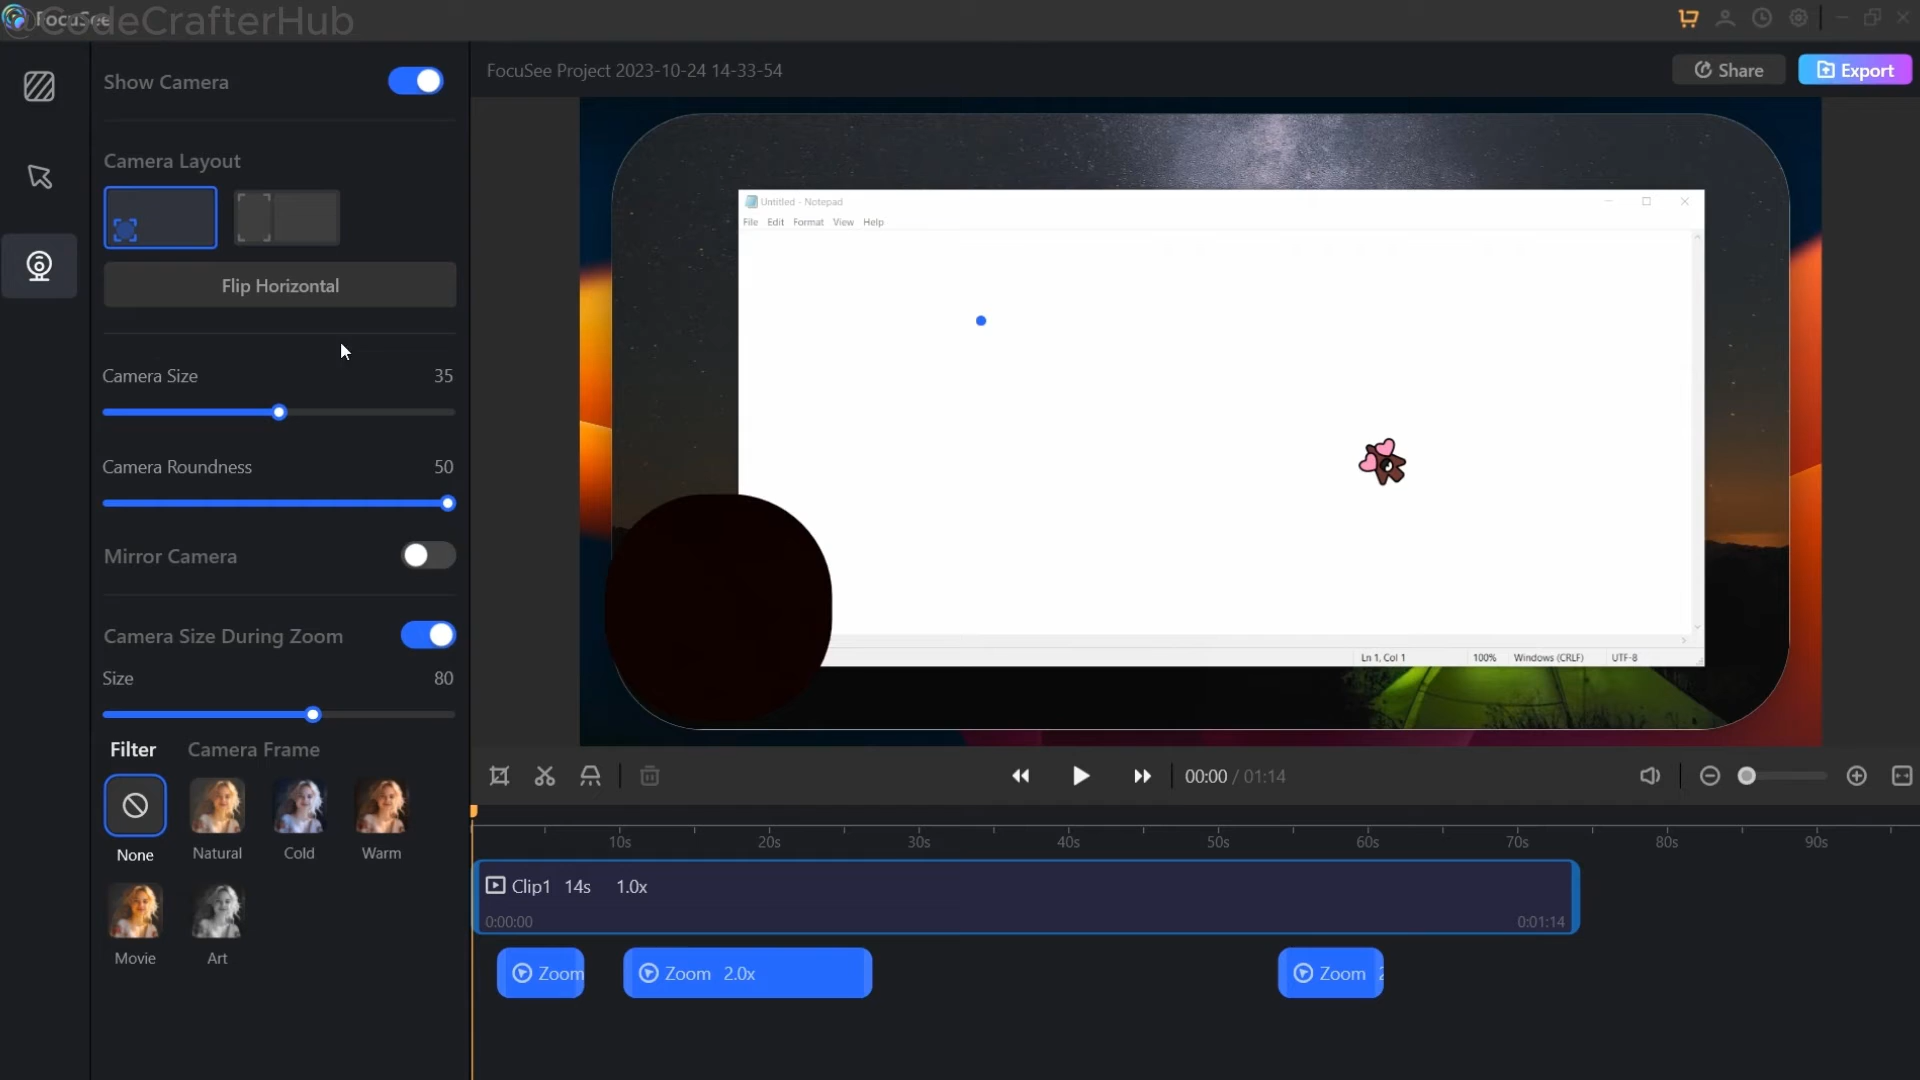 @CodeCrafterHub
FocuSee
Show Camera
FocuSee Project 2023-10-24 14-33-54
Share
Export
Camera Layout
Flip Horizontal
Camera Size 35
Camera Roundness 50
Mirror Camera
Camera Size During Zoom
Size 80
Filter Camera Frame
None Natural Cold Warm
Movie Art
Untitled - Notepad
File Edit Format View Help
Ln 1, Col 1 100% Windows (CRLF) UTF-8
00:00 / 01:14
10s 20s 30s 40s 50s 60s 70s 80s 90s
Clip1 14s 1.0x
0:00:00 0:01:14
Zoom Zoom 2.0x Zoom 2